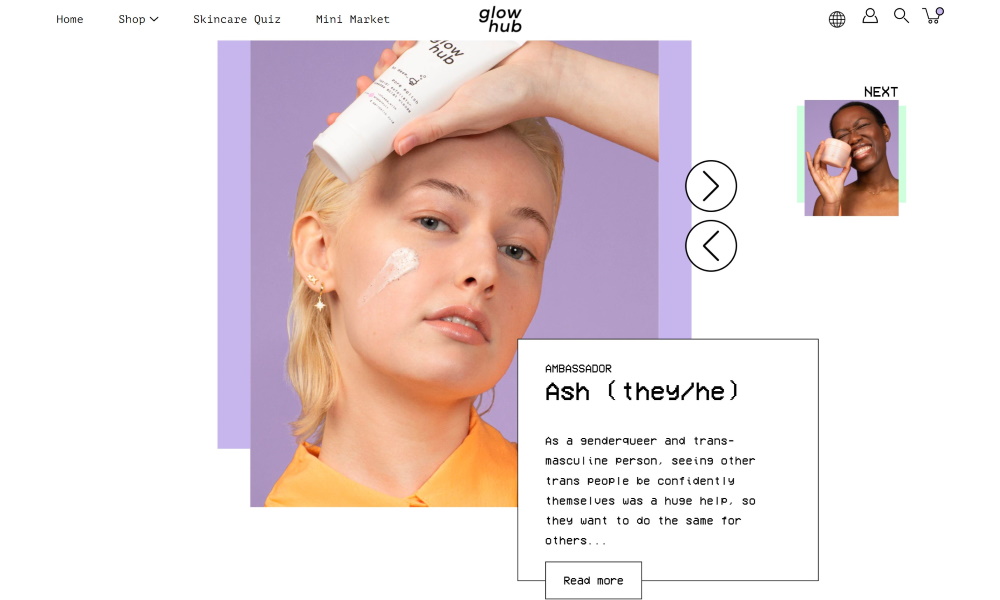 Home Shop Skincare Quiz Mini Market
glow
hub
NEXT
glow
hub
AMBASSADOR
Ash (they/he)
As a genderqueer and trans-
masculine person, seeing other
trans people be confidently
themselves was a huge help, so
they want to do the same for
others...
Read more